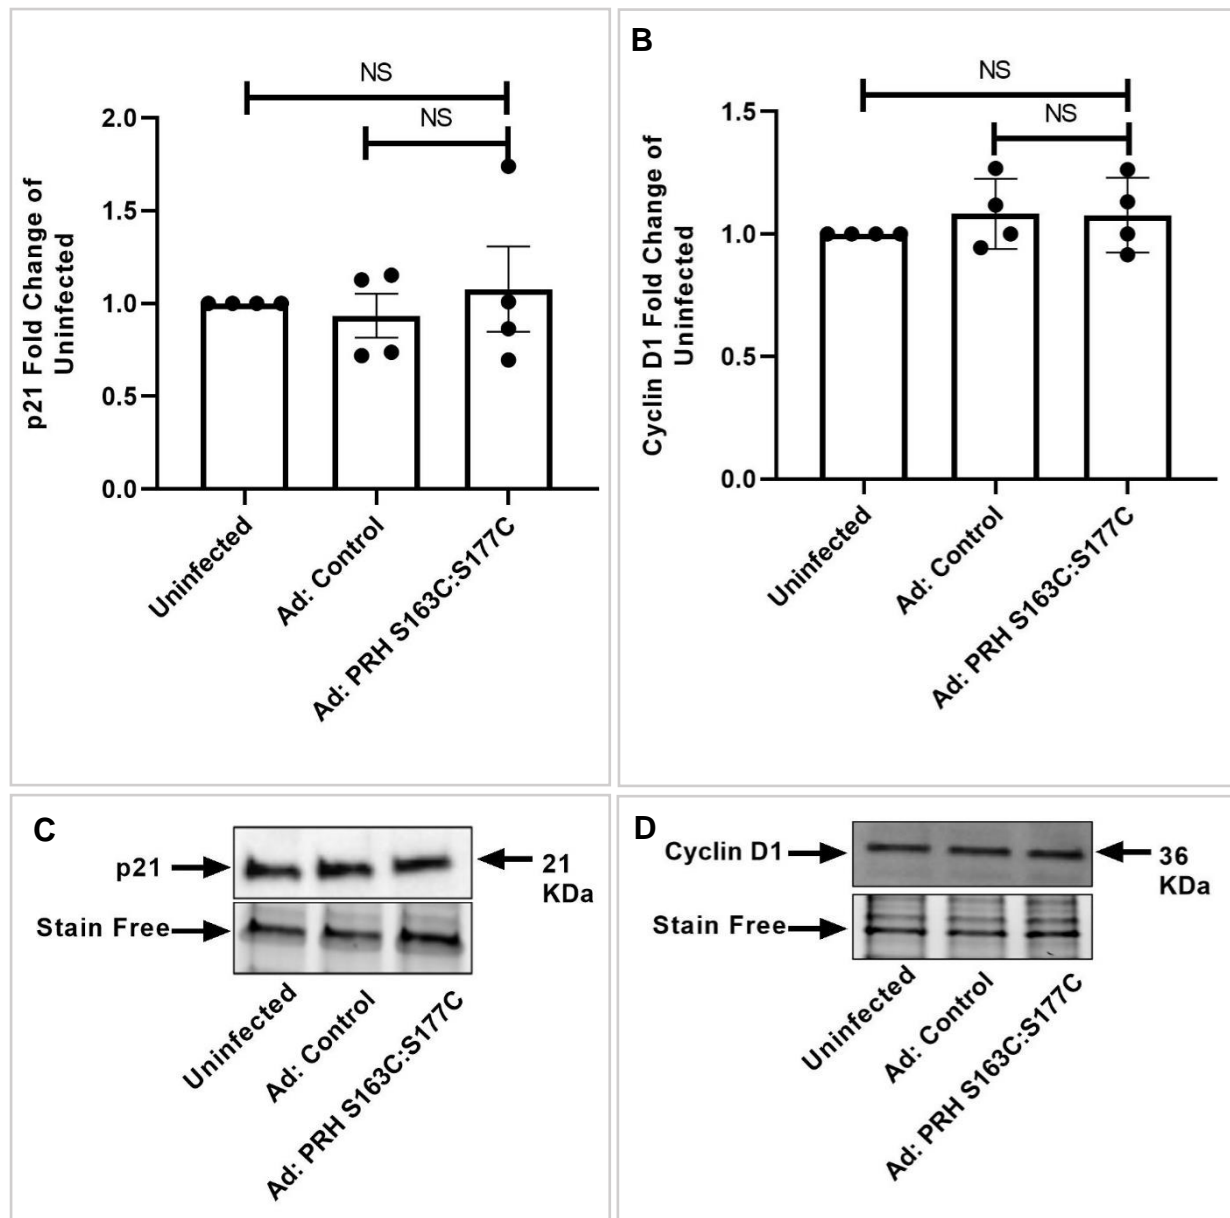 NS
NS
2.0
1.5
1.0
0.5
0.0
p21 Fold Change of
Uninfected
Uninfected
Ad: Control
Ad: PRH S163C:S177C
B
NS
NS
1.5
1.0
0.5
0.0
Cyclin D1 Fold Change of
Uninfected
Uninfected
Ad: Control
Ad: PRH S163C:S177C
C
p21
21
KDa
Stain Free
Uninfected
Ad: Control
Ad: PRH S163C:S177C
D
Cyclin D1
36
KDa
Stain Free
Uninfected
Ad: Control
Ad: PRH S163C:S177C